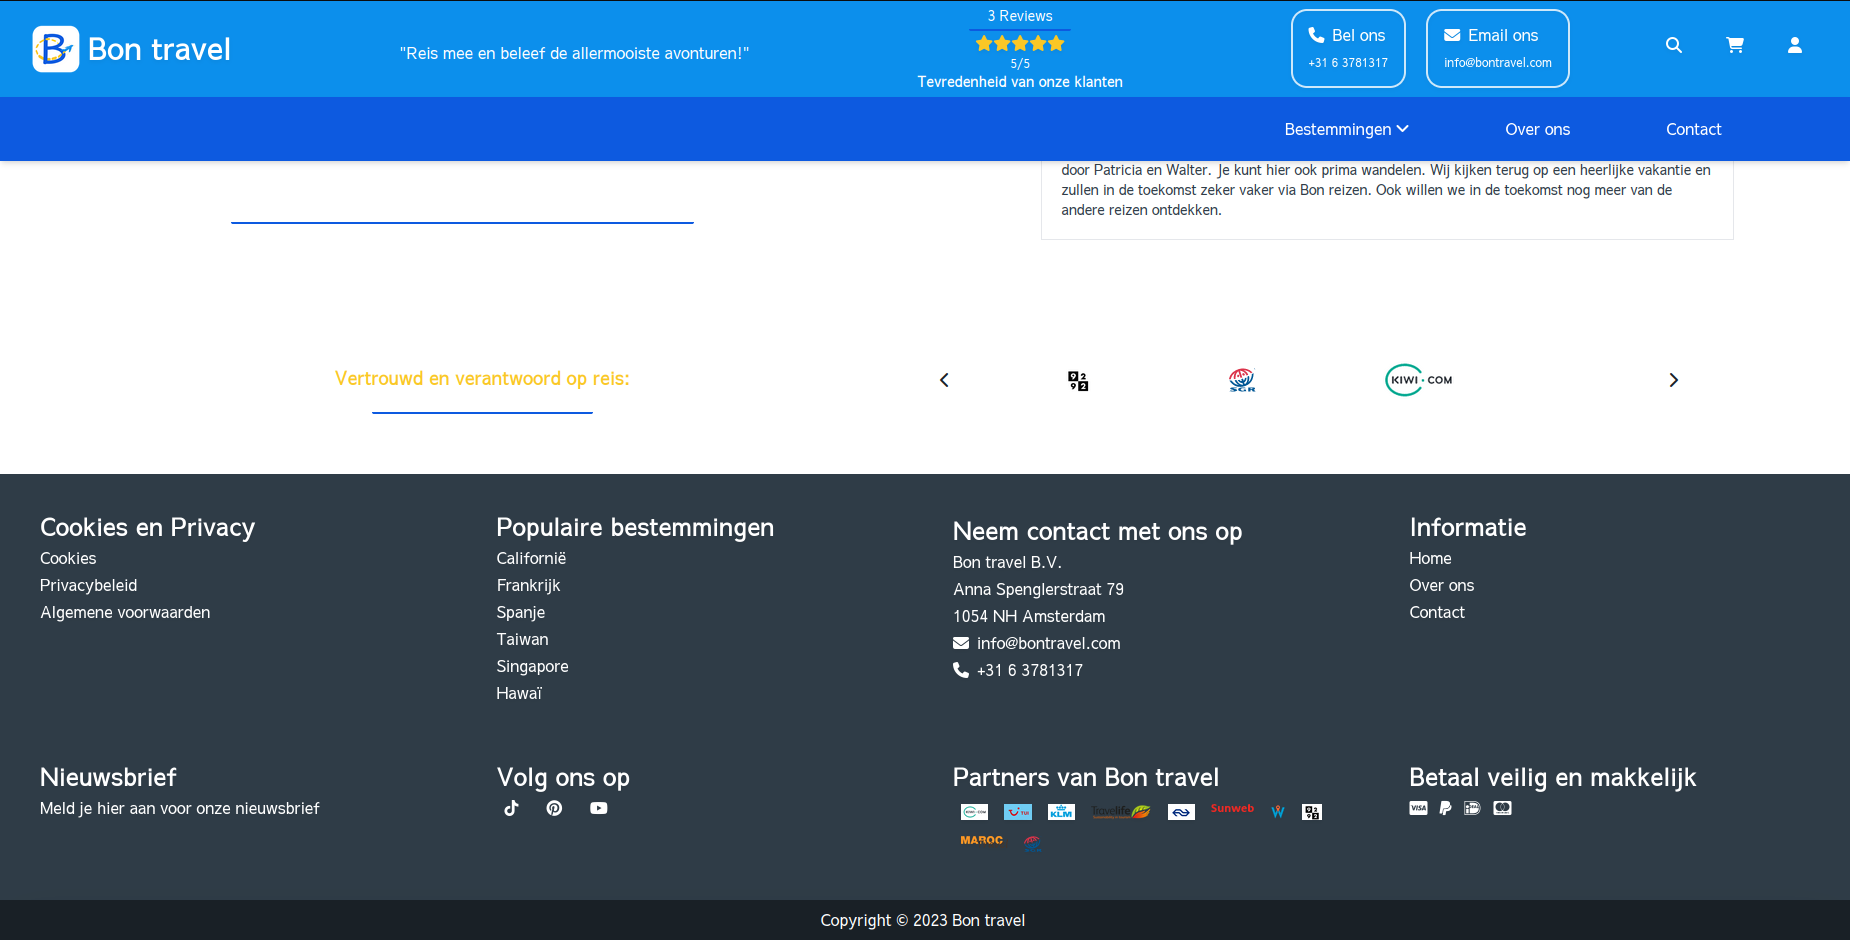 Bon travel
"Reis mee en beleef de allermooiste avonturen!"
3 Reviews
5/5
Tevredenheid van onze klanten
Bel ons
+31 6 3781317
Email ons
info@bontravel.com
Bestemmingen
Over ons
Contact
door Patricia en Walter. Je kunt hier ook prima wandelen. Wij kijken terug op een heerlijke vakantie en
zullen in de toekomst zeker vaker via Bon reizen. Ook willen we in de toekomst nog meer van de
andere reizen ontdekken.
Vertrouwd en verantwoord op reis:
9292
SGR
KIWI.COM
Cookies en Privacy
Cookies
Privacybeleid
Algemene voorwaarden
Populaire bestemmingen
Californië
Frankrijk
Spanje
Taiwan
Singapore
Hawaï
Neem contact met ons op
Bon travel B.V.
Anna Spenglerstraat 79
1054 NH Amsterdam
info@bontravel.com
+31 6 3781317
Informatie
Home
Over ons
Contact
Nieuwsbrief
Meld je hier aan voor onze nieuwsbrief
Volg ons op
Partners van Bon travel
TUI
KLM
Travelife
Sunweb
9292
MAROC
Betaal veilig en makkelijk
VISA
Copyright © 2023 Bon travel